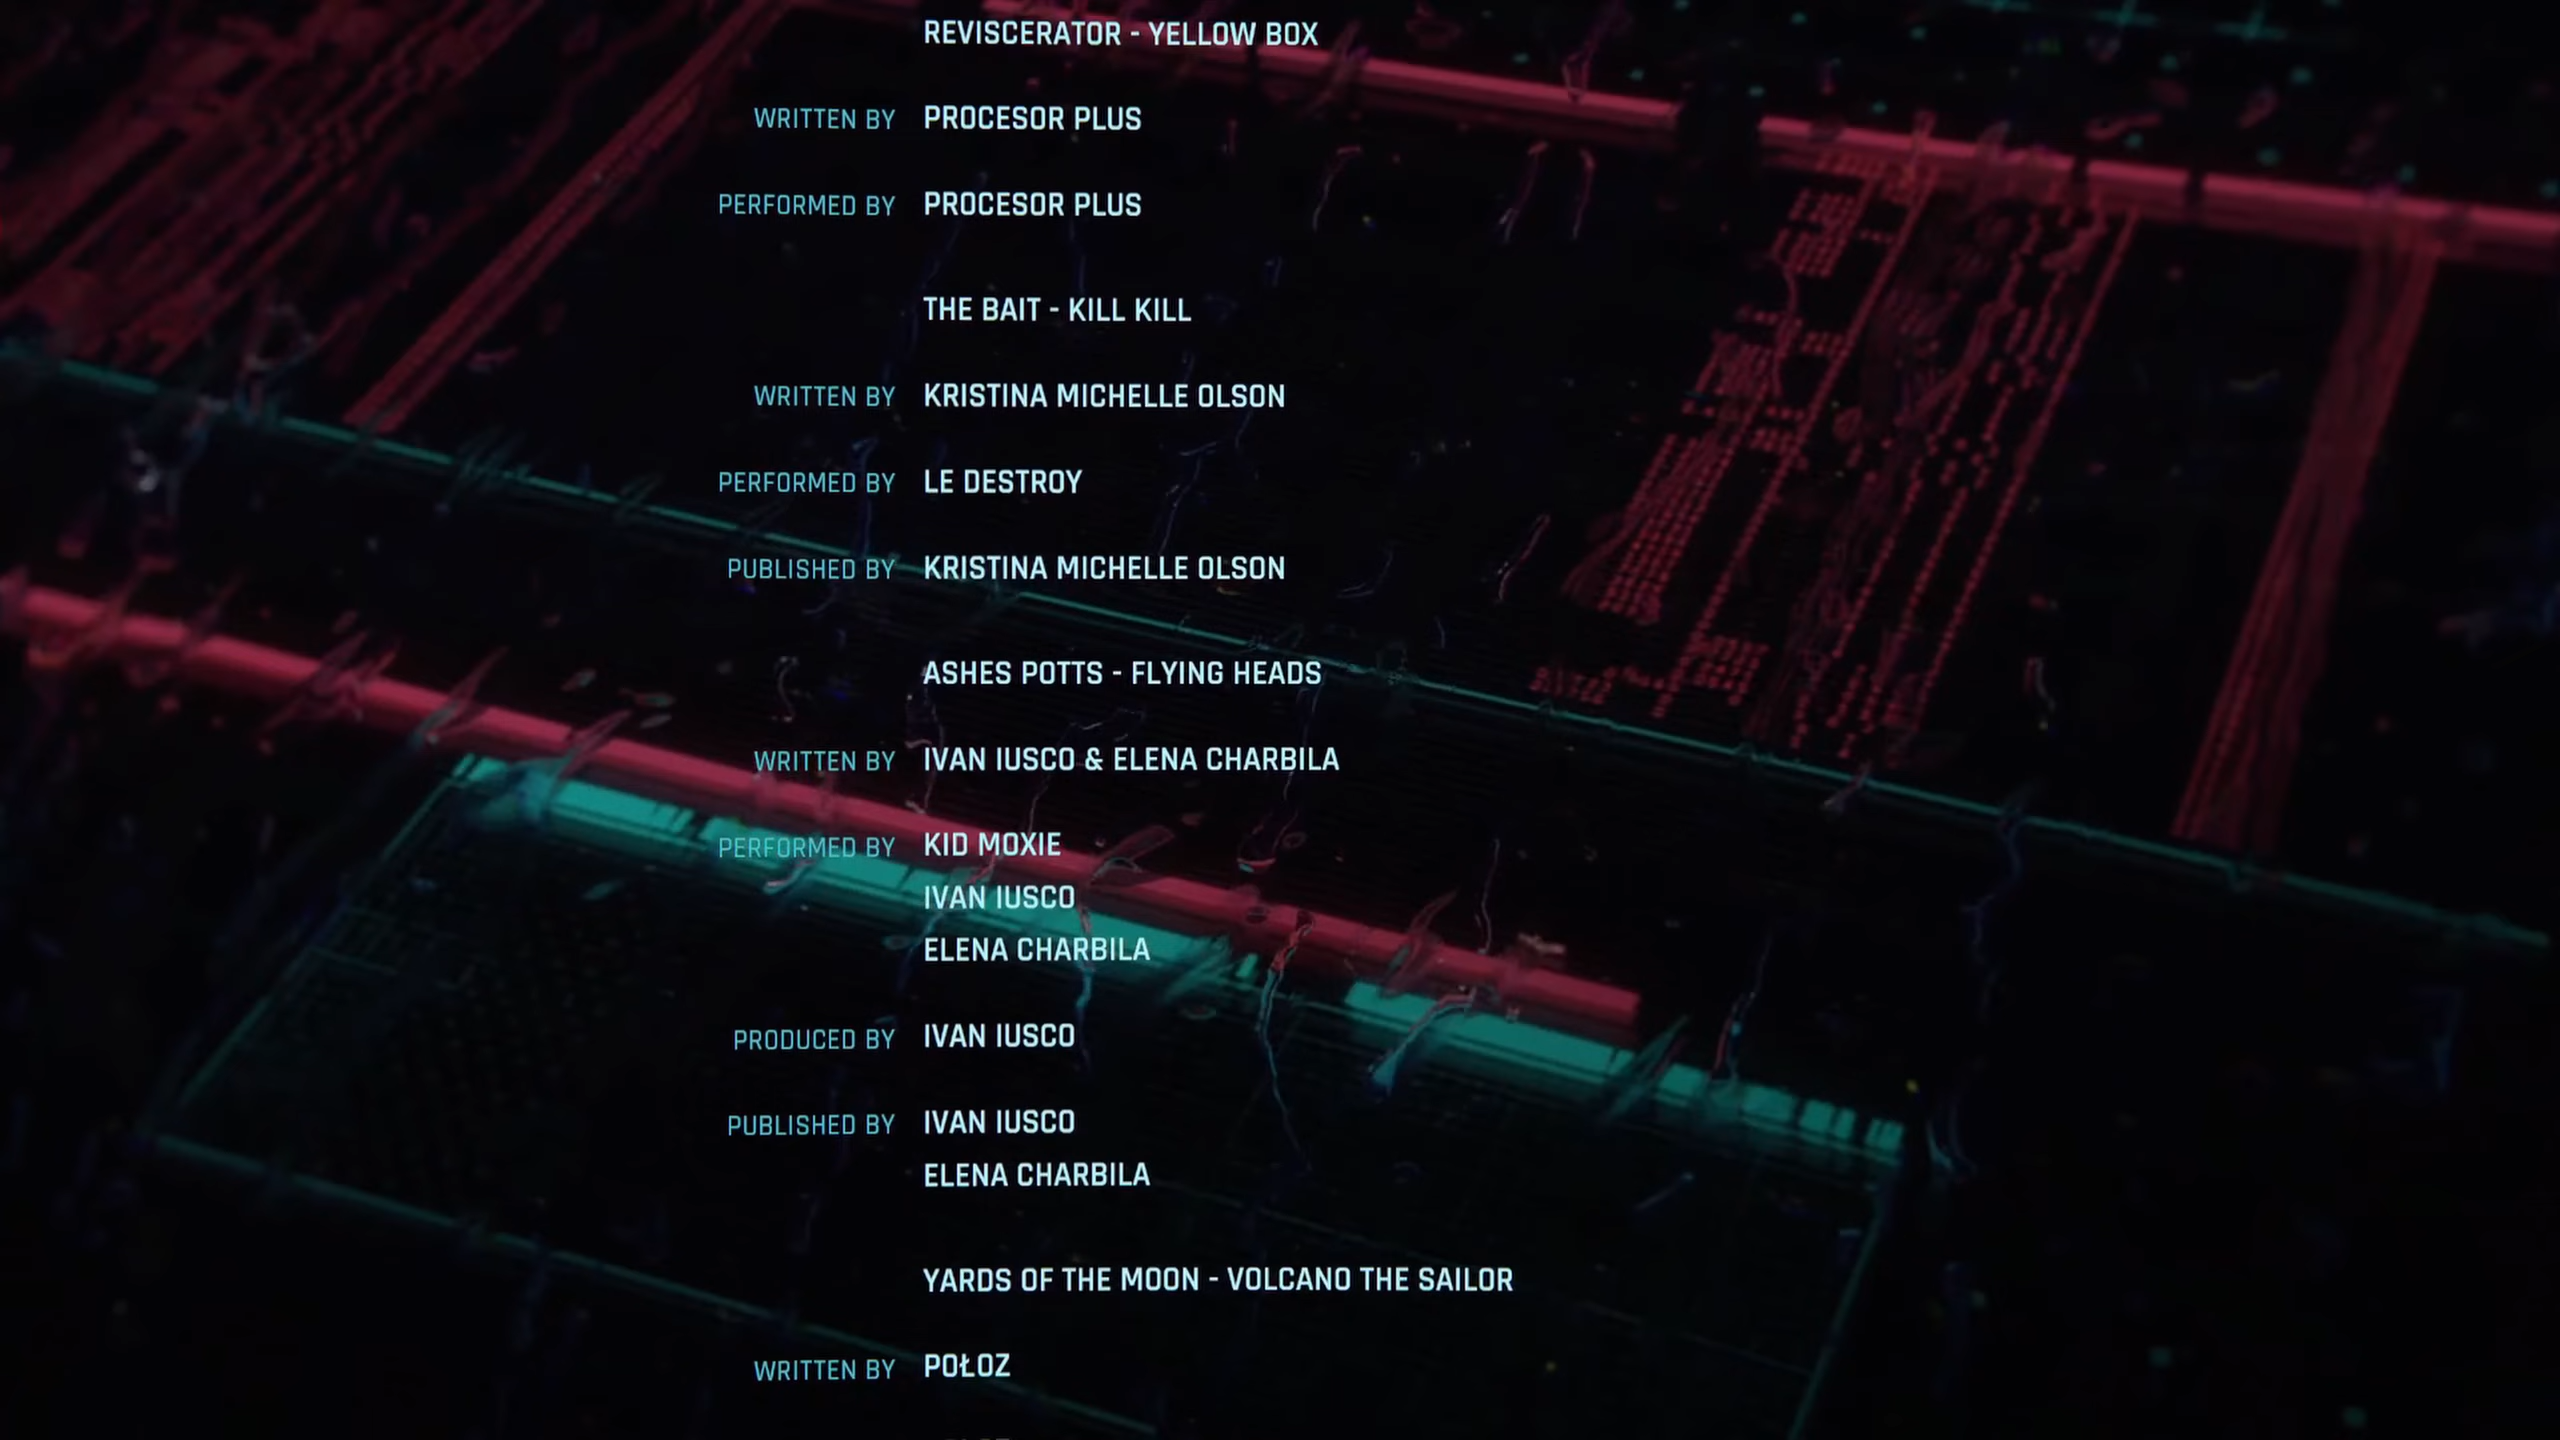 REVISCERATOR - YELLOW BOX
WRITTEN BY PROCESOR PLUS
PERFORMED BY PROCESOR PLUS
THE BAIT - KILL KILL
WRITTEN BY KRISTINA MICHELLE OLSON
PERFORMED BY LE DESTROY
PUBLISHED BY KRISTINA MICHELLE OLSON
ASHES POTTS - FLYING HEADS
WRITTEN BY IVAN IUSCO & ELENA CHARBILA
PERFORMED BY KID MOXIE
IVAN IUSCO
ELENA CHARBILA
PRODUCED BY IVAN IUSCO
PUBLISHED BY IVAN IUSCO
ELENA CHARBILA
YARDS OF THE MOON - VOLCANO THE SAILOR
WRITTEN BY POŁOZ